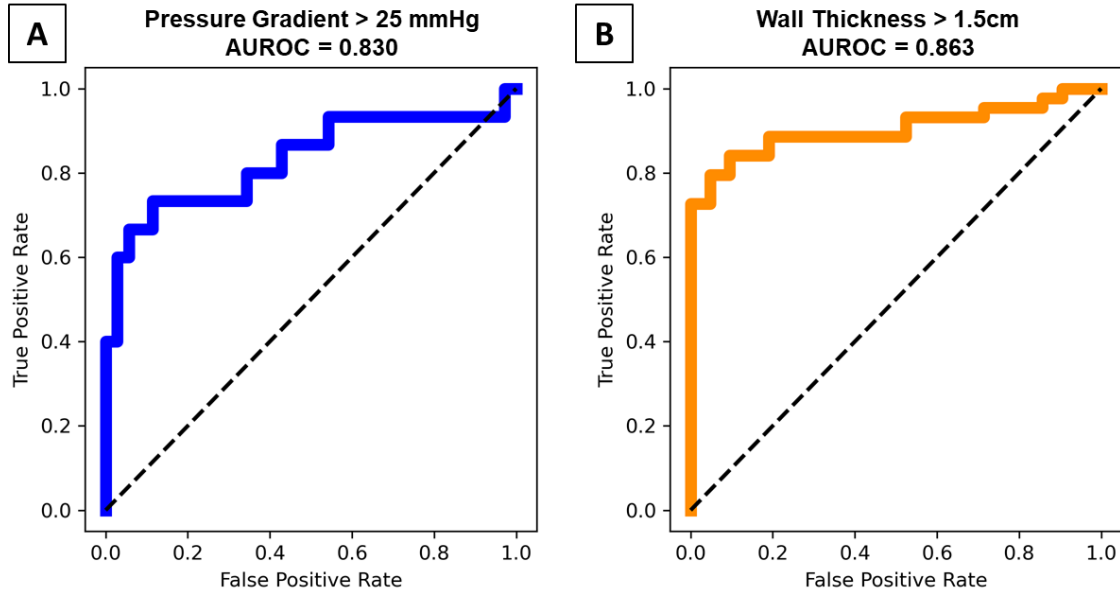 A
Pressure Gradient > 25 mmHg
AUROC = 0.830
1.0
0.8
0.6
0.4
0.2
0.0
True Positive Rate
0.0 0.2 0.4 0.6 0.8 1.0
False Positive Rate
B
Wall Thickness > 1.5cm
AUROC = 0.863
1.0
0.8
0.6
0.4
0.2
0.0
True Positive Rate
0.0 0.2 0.4 0.6 0.8 1.0
False Positive Rate